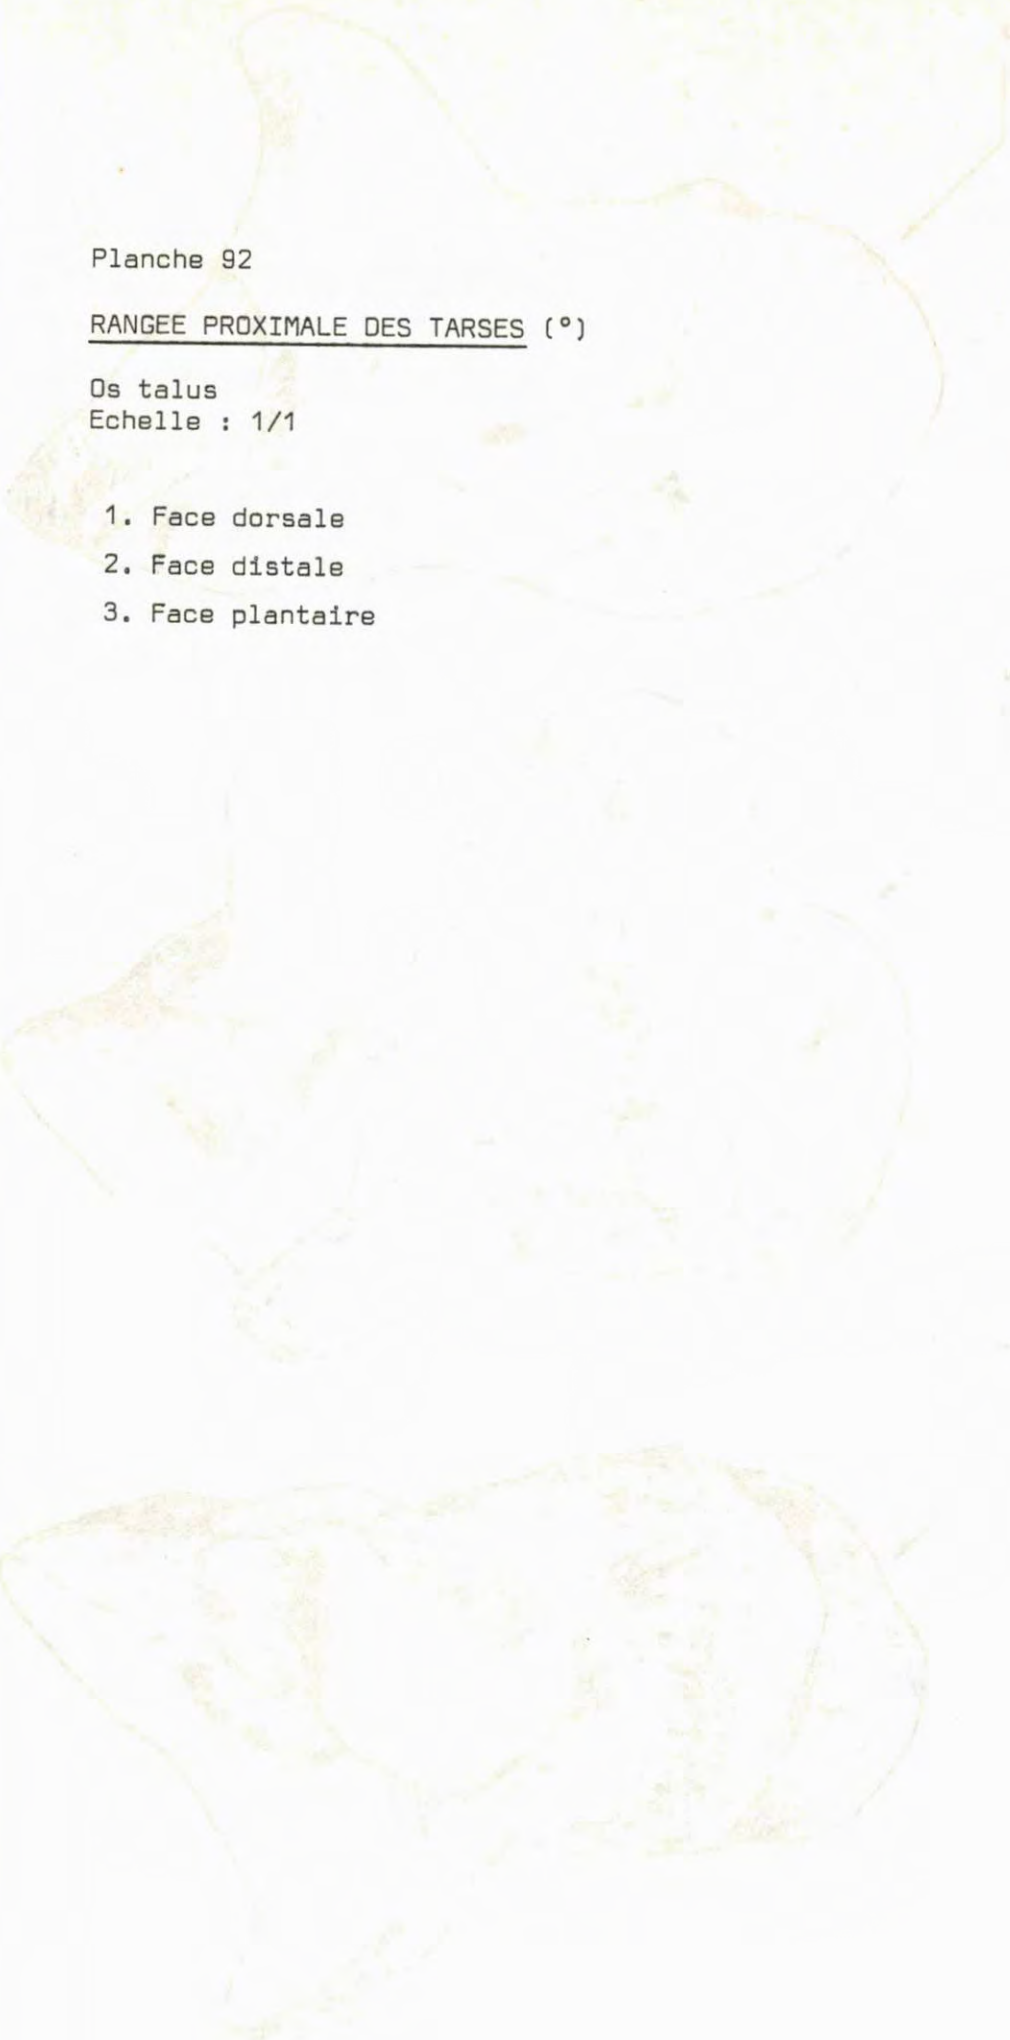 Planche 92
RANGEE PROXIMALE DES TARSES (°)
Os talus
Echelle : 1/1
1. Face dorsale
2. Face distale
3. Face plantaire